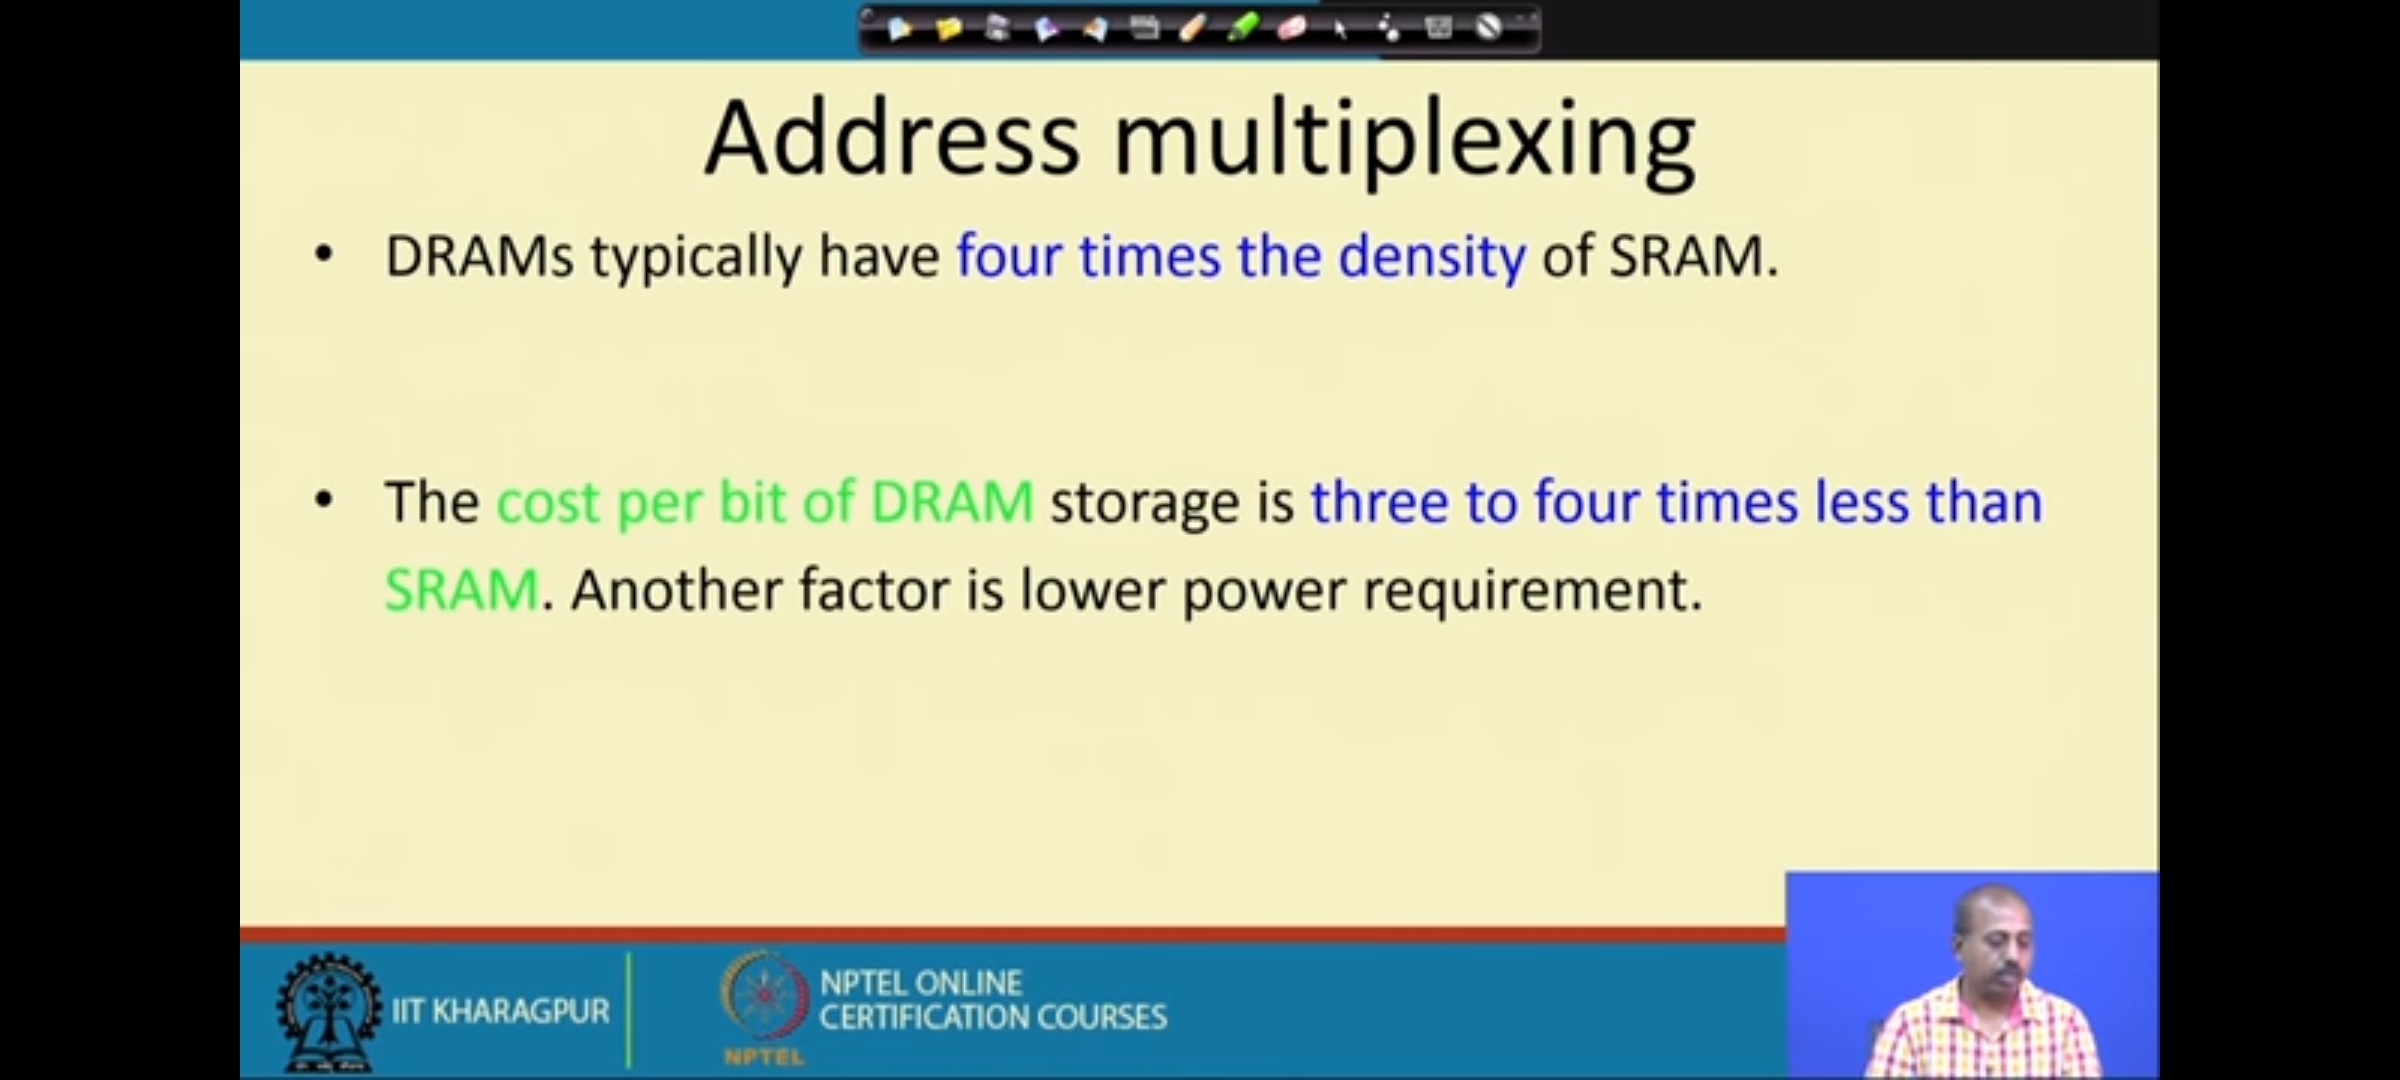 Address multiplexing
• DRAMs typically have four times the density of SRAM.
• The cost per bit of DRAM storage is three to four times less than
SRAM. Another factor is lower power requirement.
IIT KHARAGPUR
NPTEL
NPTEL ONLINE
CERTIFICATION COURSES